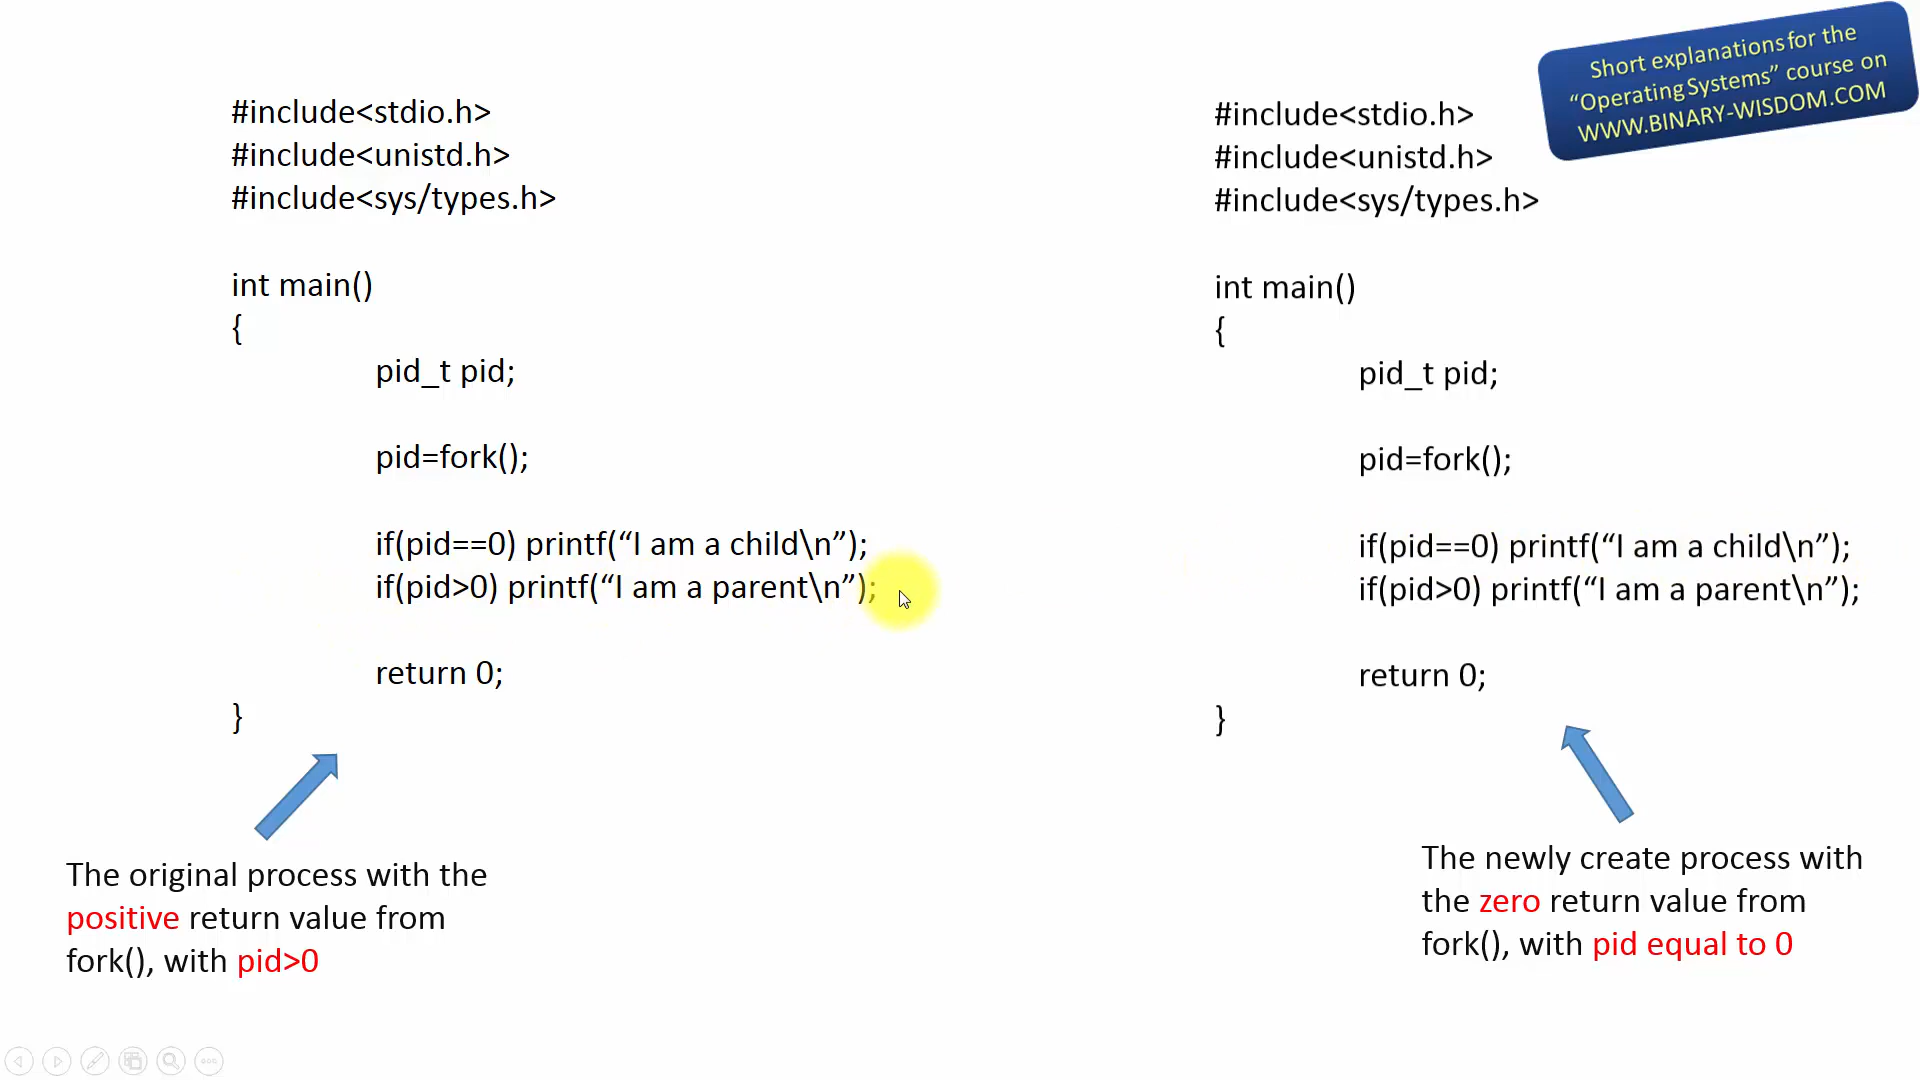 Short explanations for the
“Operating Systems” course on
WWW.BINARY-WISDOM.COM
#include<stdio.h>
#include<unistd.h>
#include<sys/types.h>
int main()
{
pid_t pid;
pid=fork();
if(pid==0) printf(“I am a child\n”);
if(pid>0) printf(“I am a parent\n”);
return 0;
}
The original process with the
positive return value from
fork(), with pid>0
#include<stdio.h>
#include<unistd.h>
#include<sys/types.h>
int main()
{
pid_t pid;
pid=fork();
if(pid==0) printf(“I am a child\n”);
if(pid>0) printf(“I am a parent\n”);
return 0;
}
The newly create process with
the zero return value from
fork(), with pid equal to 0